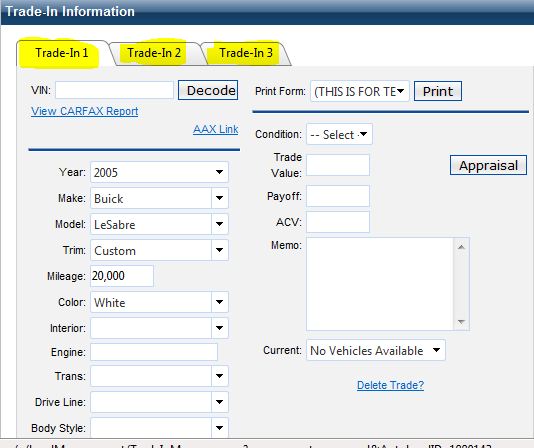 Trade-In Information
Trade-In 1
Trade-In 2
Trade-In 3
VIN:
Decode
View CARFAX Report
AAX Link
Print Form: (THIS IS FOR TE
Print
Condition: -- Select -
Trade Value:
Appraisal
Payoff:
ACV:
Memo:
Year: 2005
Make: Buick
Model: LeSabre
Trim: Custom
Mileage: 20,000
Color: White
Interior:
Engine:
Trans:
Drive Line:
Body Style:
Current: No Vehicles Available
Delete Trade?